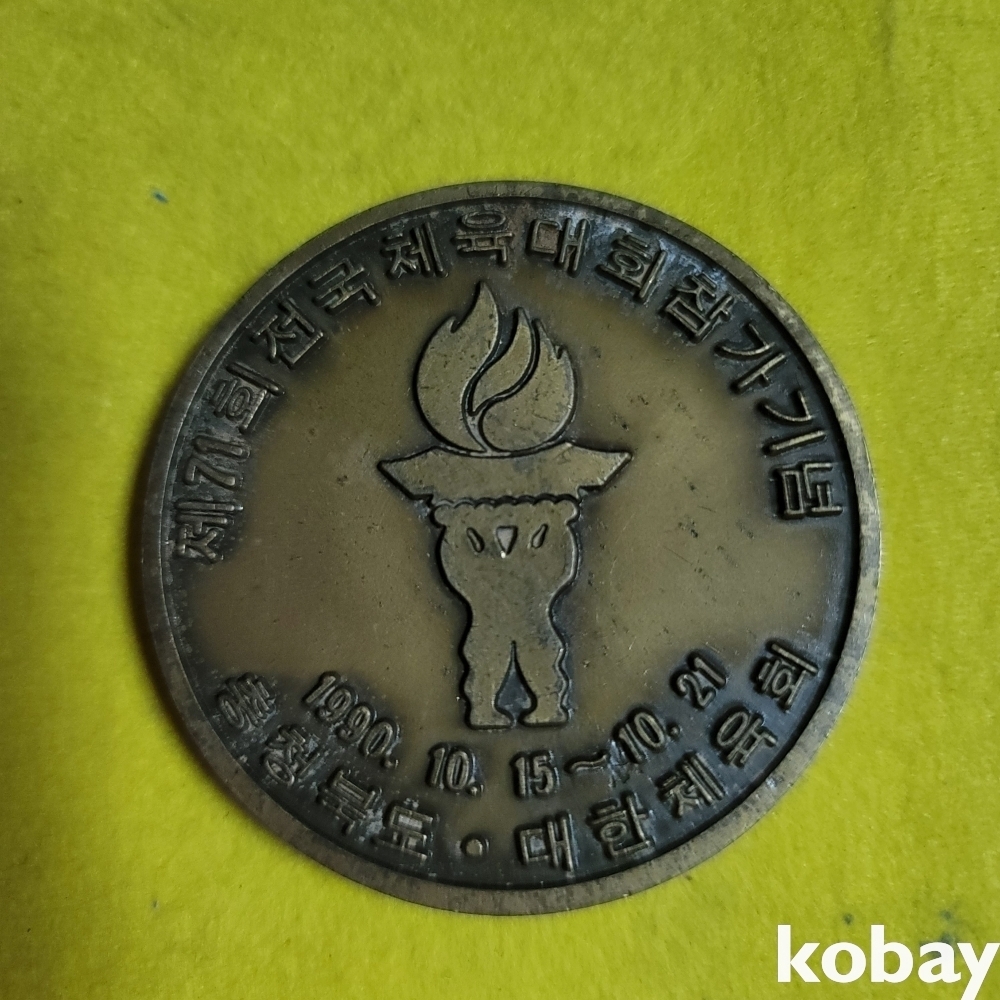 제71회전국체육대회참가기념
1990. 10. 15~10. 21
충청북도·대한체육회
kobay